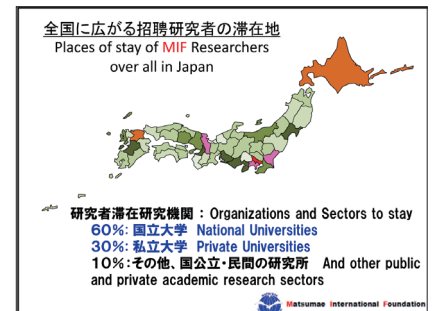 全国に広がる招聘研究者の滞在地
Places of stay of MIF Researchers
over all in Japan
研究者滞在研究機関 : Organizations and Sectors to stay
60%: 国立大学 National Universities
30%: 私立大学 Private Universities
10%:その他、国公立・民間の研究所 And other public
and private academic research sectors
Matsumae International Foundation